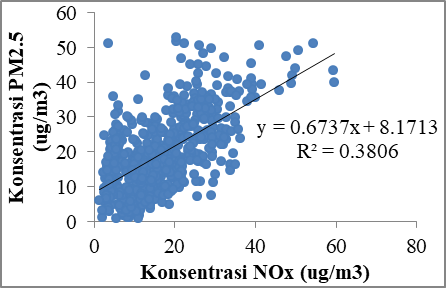 60
50
40
30
20
10
0
Konsentrasi PM2.5
(ug/m3)
y = 0.6737x + 8.1713
R² = 0.3806
0 20 40 60 80
Konsentrasi NOx (ug/m3)